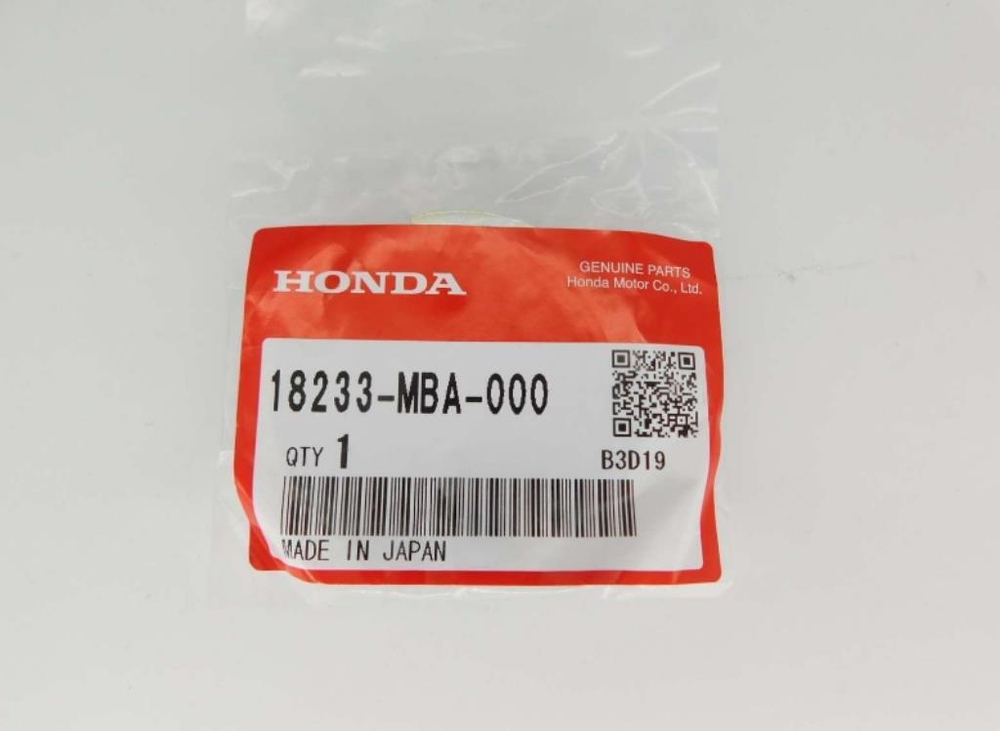 HONDA
GENUINE PARTS
Honda Motor Co., Ltd.
18233-MBA-000
QTY 1
B3D19
MADE IN JAPAN